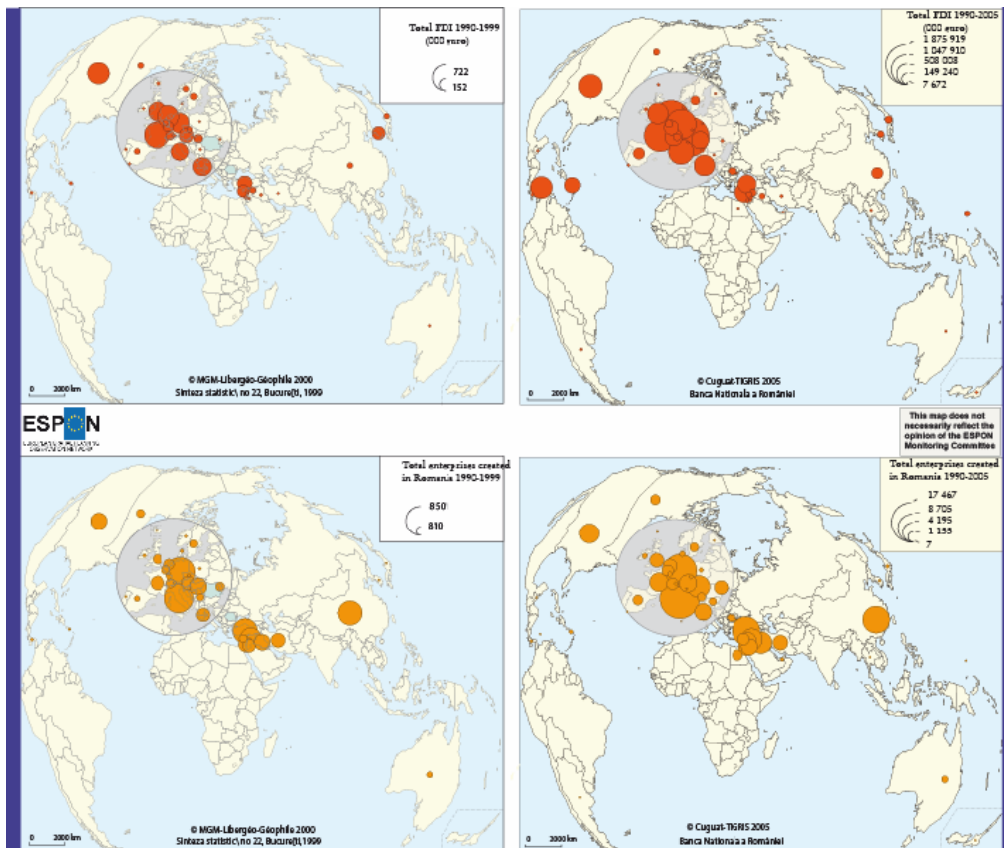 Total FDI 1990-1999
(000 euro)
722
152
0 2000 km
© MGM-Libergéo-Géophile 2000
Sinteza statistic\ no 22, Bucure[ti, 1999
Total FDI 1990-2005
(000 euro)
1 875 919
1 047 910
508 008
149 240
7 672
0 2000 km
© Cuguat-TIGRIS 2005
Banca Nationala a României
ESPON
This map does not
necessarily reflect the
opinion of the ESPON
Monitoring Committee
Total enterprises created
in Romania 1990-1999
850
810
0 2000 km
© MGM-Libergéo-Géophile 2000
Sinteza statistic\ no 22, Bucure[ti, 1999
Total enterprises created
in Romania 1990-2005
17 467
8 705
4 195
1 155
7
0 2000 km
© Cuguat-TIGRIS 2005
Banca Nationala a României